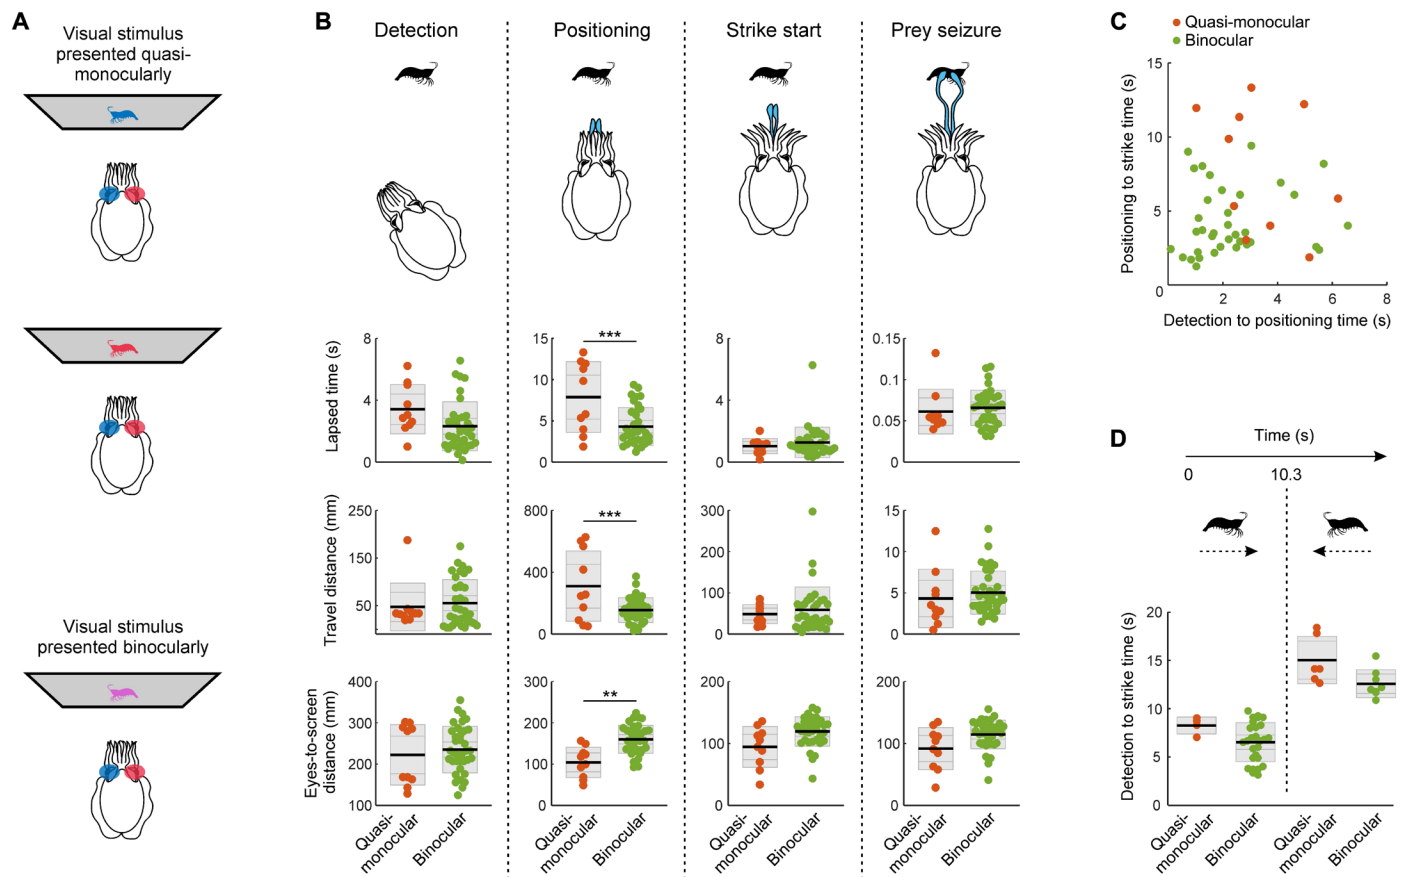 A
Visual stimulus
presented quasi-
monocularly
Visual stimulus
presented binocularly
B
Detection
Positioning
Strike start
Prey seizure
Lapsed time (s)
8
4
0
15
10
5
0
***
8
4
0
0.15
0.1
0.05
0
Travel distance (mm)
250
150
50
800
400
0
***
300
200
100
0
15
10
5
0
Eyes-to-screen
distance (mm)
400
300
200
100
300
200
100
0
**
200
100
0
200
100
0
Quasi-
monocular
Binocular
Quasi-
monocular
Binocular
Quasi-
monocular
Binocular
Quasi-
monocular
Binocular
C
Quasi-monocular
Binocular
Positioning to strike time (s)
15
10
5
0
2
4
6
8
Detection to positioning time (s)
D
Time (s)
0
10.3
Detection to strike time (s)
20
15
10
5
0
Quasi-
monocular
Binocular
Quasi-
monocular
Binocular